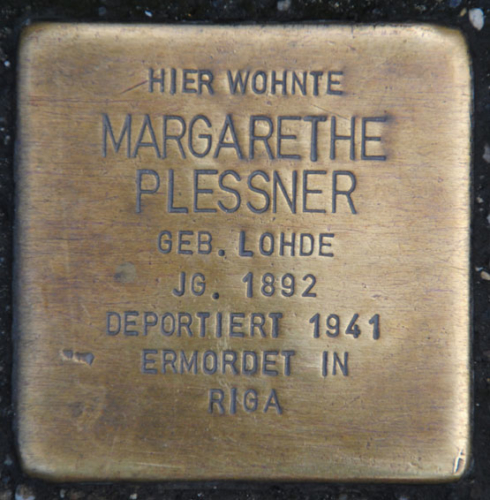 HIER WOHNTE
MARGARETHE
PLESSNER
GEB. LOHDE
JG. 1892
DEPORTIERT 1941
ERMORDET IN
RIGA